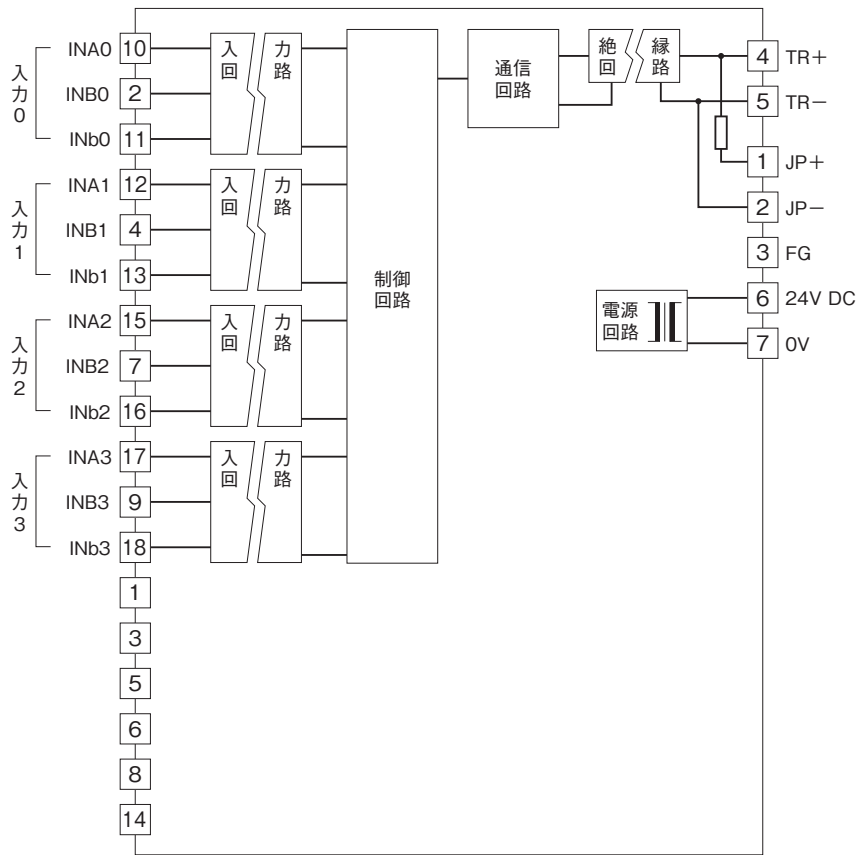 入力0
INA0 10
INB0 2
INb0 11
入回 力路
入力1
INA1 12
INB1 4
INb1 13
入回 力路
入力2
INA2 15
INB2 7
INb2 16
入回 力路
入力3
INA3 17
INB3 9
INb3 18
入回 力路
1
3
5
6
8
14
制御
回路
通信
回路
絶縁
回路
4 TR+
5 TR−
1 JP+
2 JP−
3 FG
電源
回路
6 24V DC
7 0V